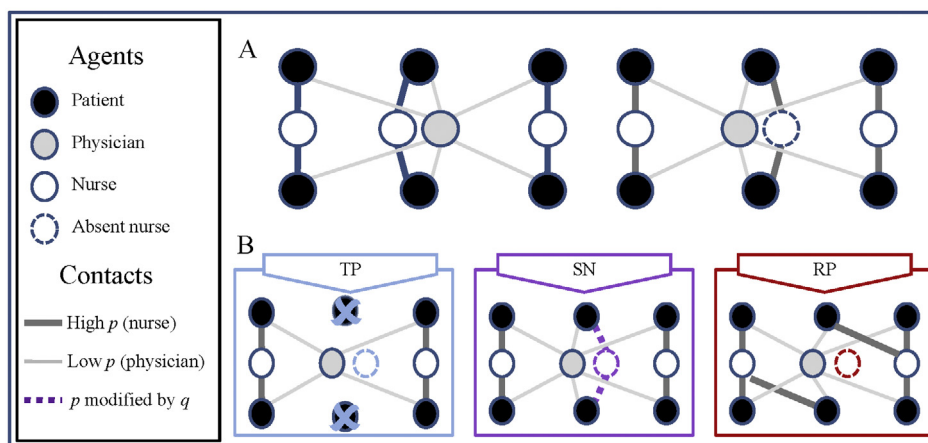 Agents
Patient
Physician
Nurse
Absent nurse
Contacts
High p (nurse)
Low p (physician)
p modified by q
A
B
TP
SN
RP